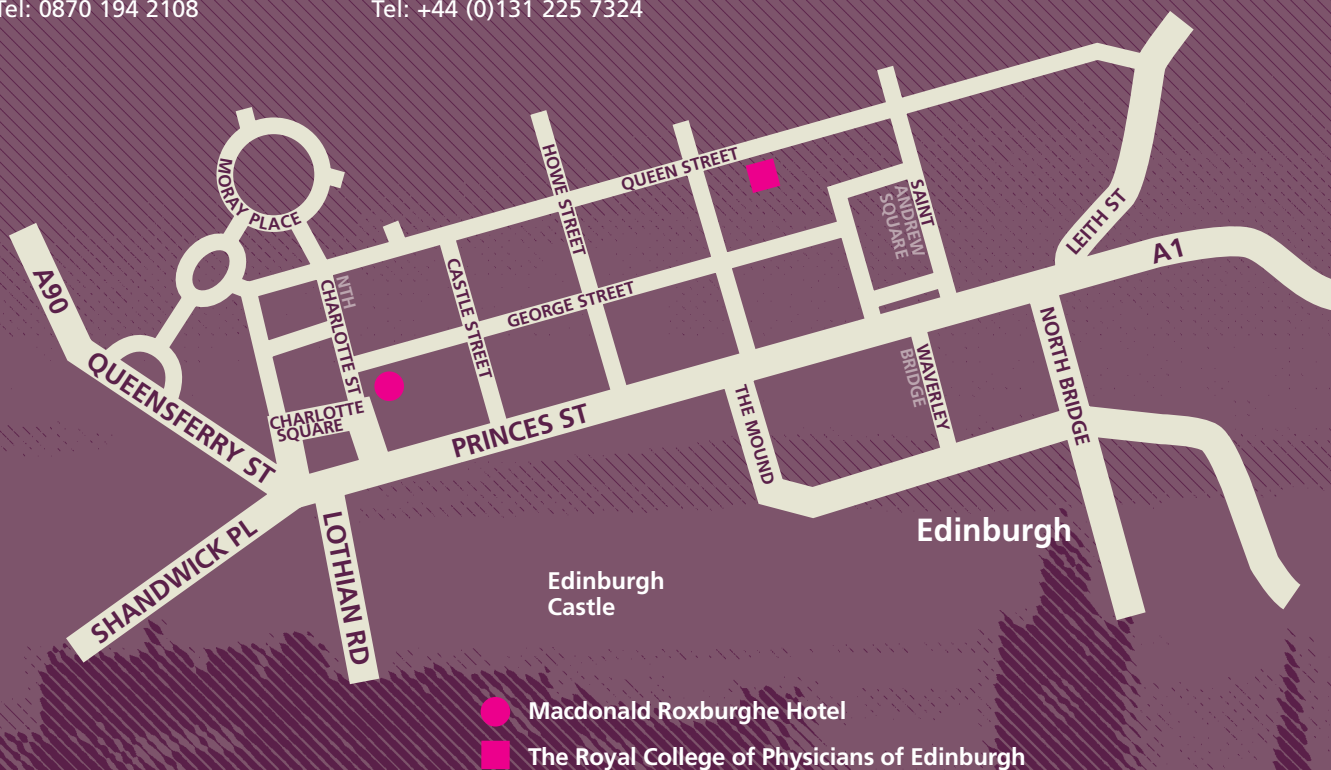 Tel: 0870 194 2108
Tel: +44 (0)131 225 7324
MORAY PLACE
HOWE STREET
QUEEN STREET
SAINT
ANDREW
SQUARE
LEITH ST
A1
A90
NTH
CHARLOTTE ST
CASTLE STREET
GEORGE STREET
NORTH BRIDGE
QUEENSFERRY ST
CHARLOTTE
SQUARE
PRINCES ST
THE MOUND
WAVERLEY
BRIDGE
SHANDWICK PL
LOTHIAN RD
Edinburgh
Edinburgh
Castle
Macdonald Roxburghe Hotel
The Royal College of Physicians of Edinburgh